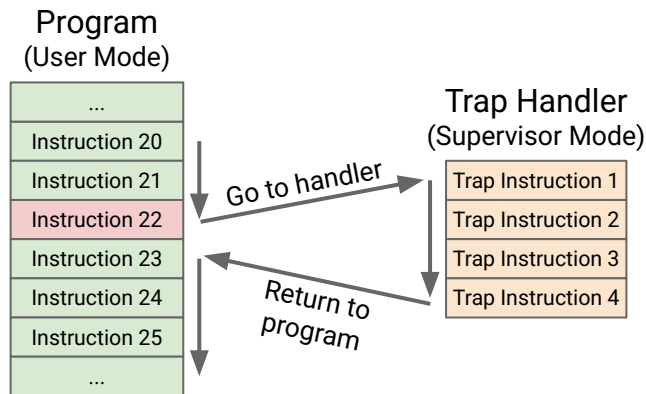 Program
(User Mode)
...
Instruction 20
Instruction 21
Instruction 22
Instruction 23
Instruction 24
Instruction 25
...
Go to handler
Return to
program
Trap Handler
(Supervisor Mode)
Trap Instruction 1
Trap Instruction 2
Trap Instruction 3
Trap Instruction 4